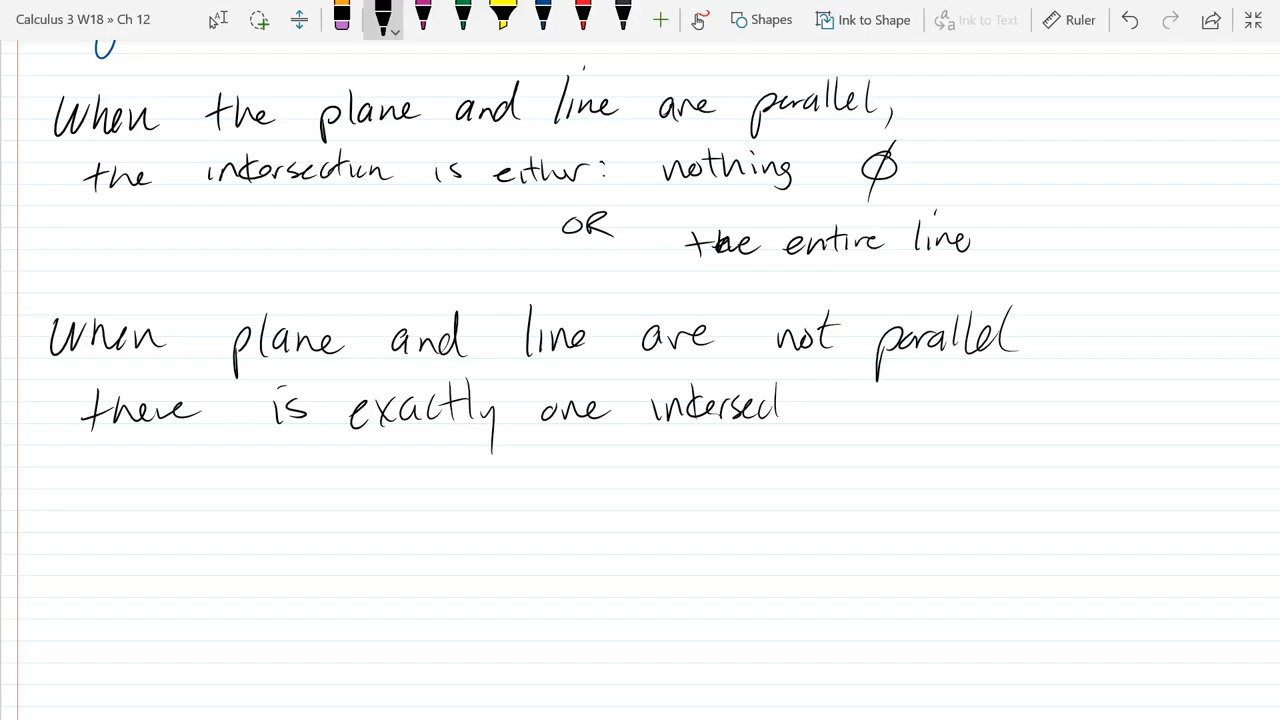 Calculus 3 W18 » Ch 12
Shapes
Ink to Shape
Ink to Text
Ruler
When the plane and line are parallel,
the intersection is either: nothing ∅
OR the entire line
When plane and line are not parallel
there is exactly one intersec